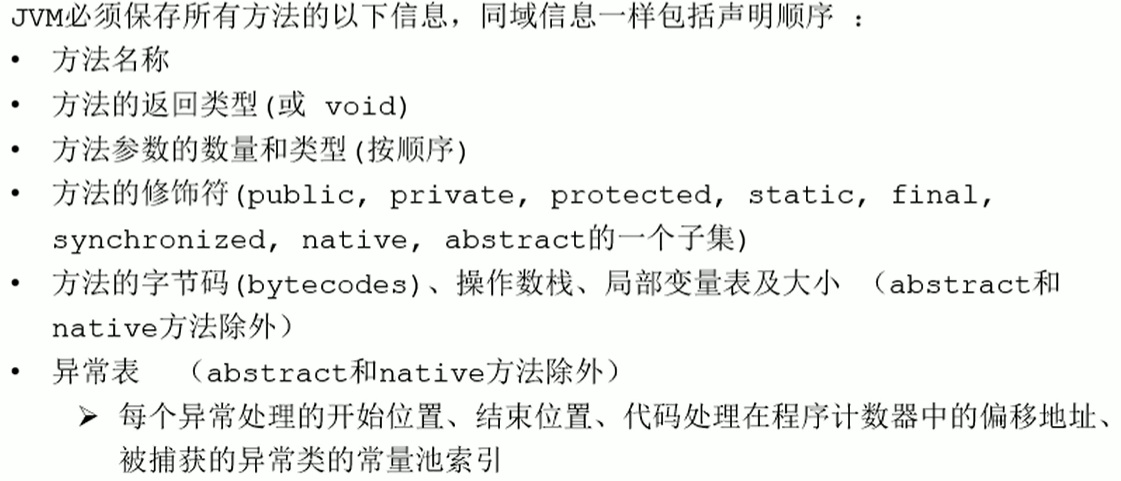 JVM必须保存所有方法的以下信息，同域信息一样包括声明顺序 ：
• 方法名称
• 方法的返回类型(或 void)
• 方法参数的数量和类型(按顺序)
• 方法的修饰符(public, private, protected, static, final,
synchronized, native, abstract的一个子集)
• 方法的字节码(bytecodes)、操作数栈、局部变量表及大小 （abstract和
native方法除外）
• 异常表 （abstract和native方法除外）
➢ 每个异常处理的开始位置、结束位置、代码处理在程序计数器中的偏移地址、
被捕获的异常类的常量池索引